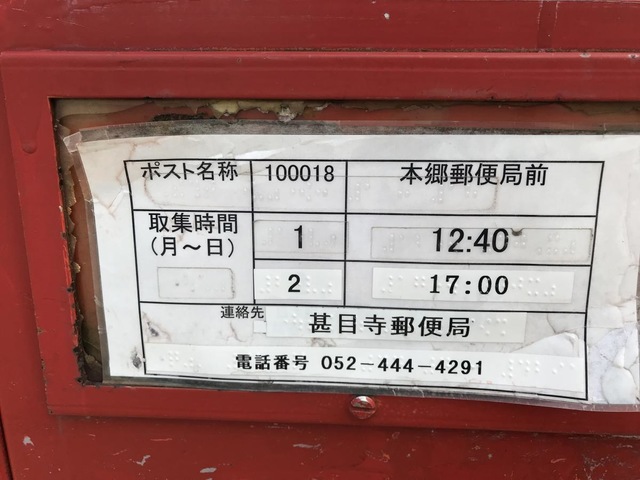 ポスト名称 100018 本郷郵便局前
取集時間
(月～日)
1 12:40
2 17:00
連絡先 甚目寺郵便局
電話番号 052-444-4291